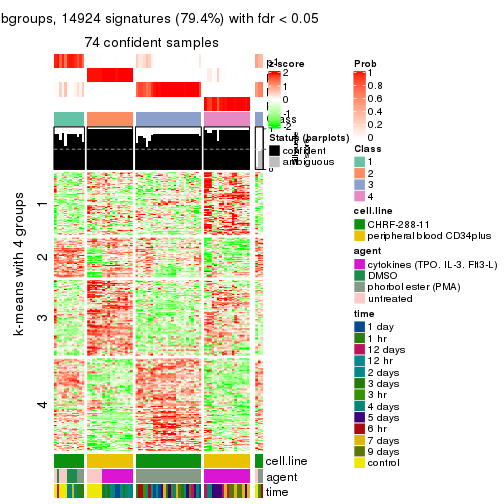 bgroups, 14924 signatures (79.4%) with fdr < 0.05
74 confident samples
p1
z-score
2
1
0
-1
-2
Status (barplots)
confident
ambiguous
1
2
3
4
k-means with 4 groups
cell.line
agent
time
Prob
1
0.8
0.6
0.4
0.2
0
Class
1
2
3
4
cell.line
CHRF-288-11
peripheral blood CD34plus
agent
cytokines (TPO, IL-3, Flt3-L)
DMSO
phorbol ester (PMA)
untreated
time
1 day
1 hr
12 days
12 hr
2 days
3 days
3 hr
4 days
5 days
6 hr
7 days
9 days
control